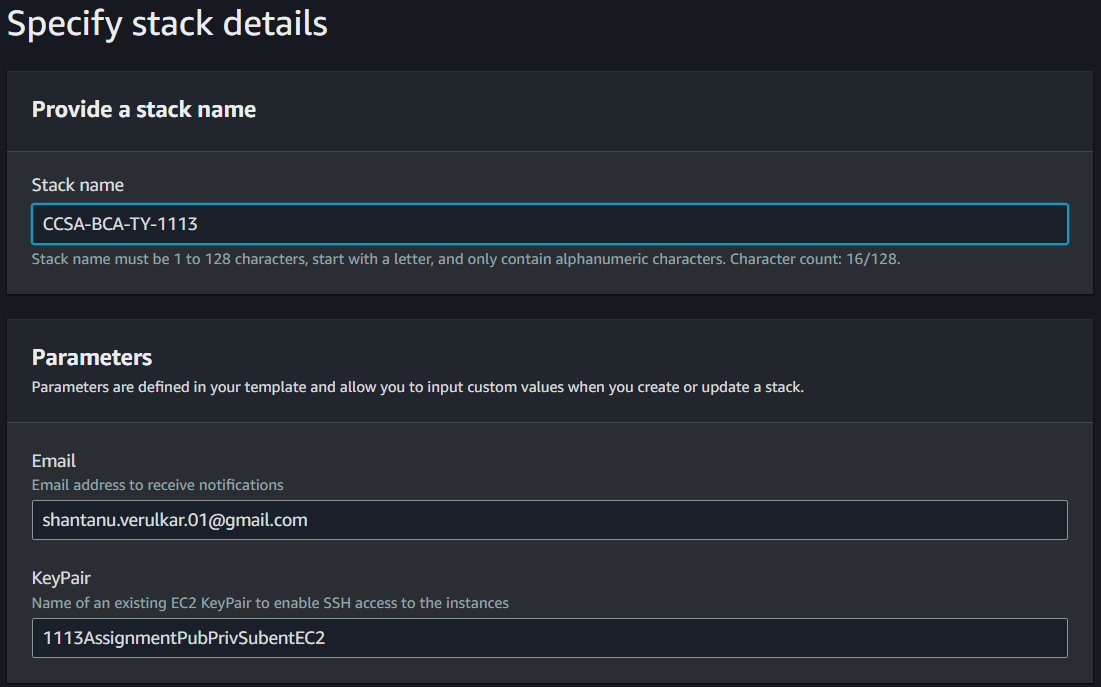 Specify stack details
Provide a stack name
Stack name
CCSA-BCA-TY-1113
Stack name must be 1 to 128 characters, start with a letter, and only contain alphanumeric characters. Character count: 16/128.
Parameters
Parameters are defined in your template and allow you to input custom values when you create or update a stack.
Email
Email address to receive notifications
shantanu.verulkar.01@gmail.com
KeyPair
Name of an existing EC2 KeyPair to enable SSH access to the instances
1113AssignmentPubPrivSubentEC2